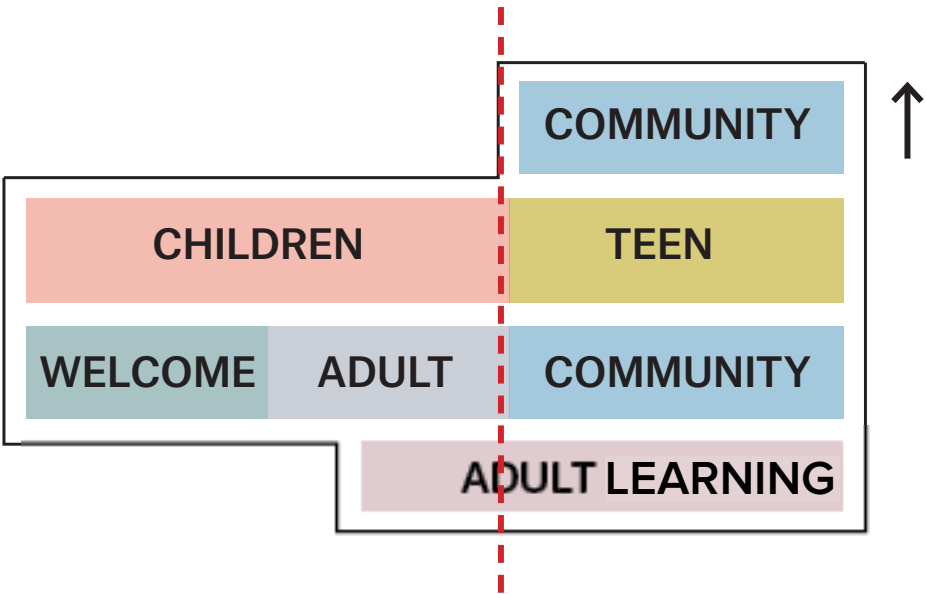 COMMUNITY
CHILDREN TEEN
WELCOME ADULT COMMUNITY
ADULT LEARNING